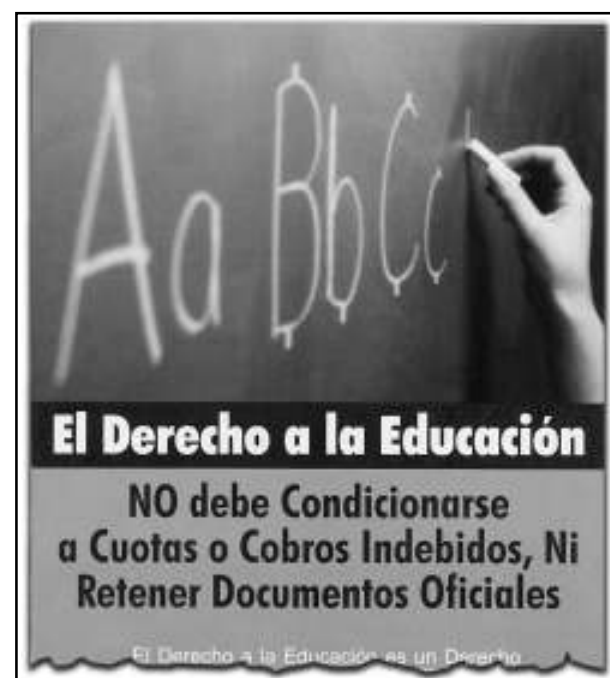 Aa Bb Cc
El Derecho a la Educación
NO debe Condicionarse
a Cuotas o Cobros Indebidos, Ni
Retener Documentos Oficiales
El Derecho a la Educación es un Derecho